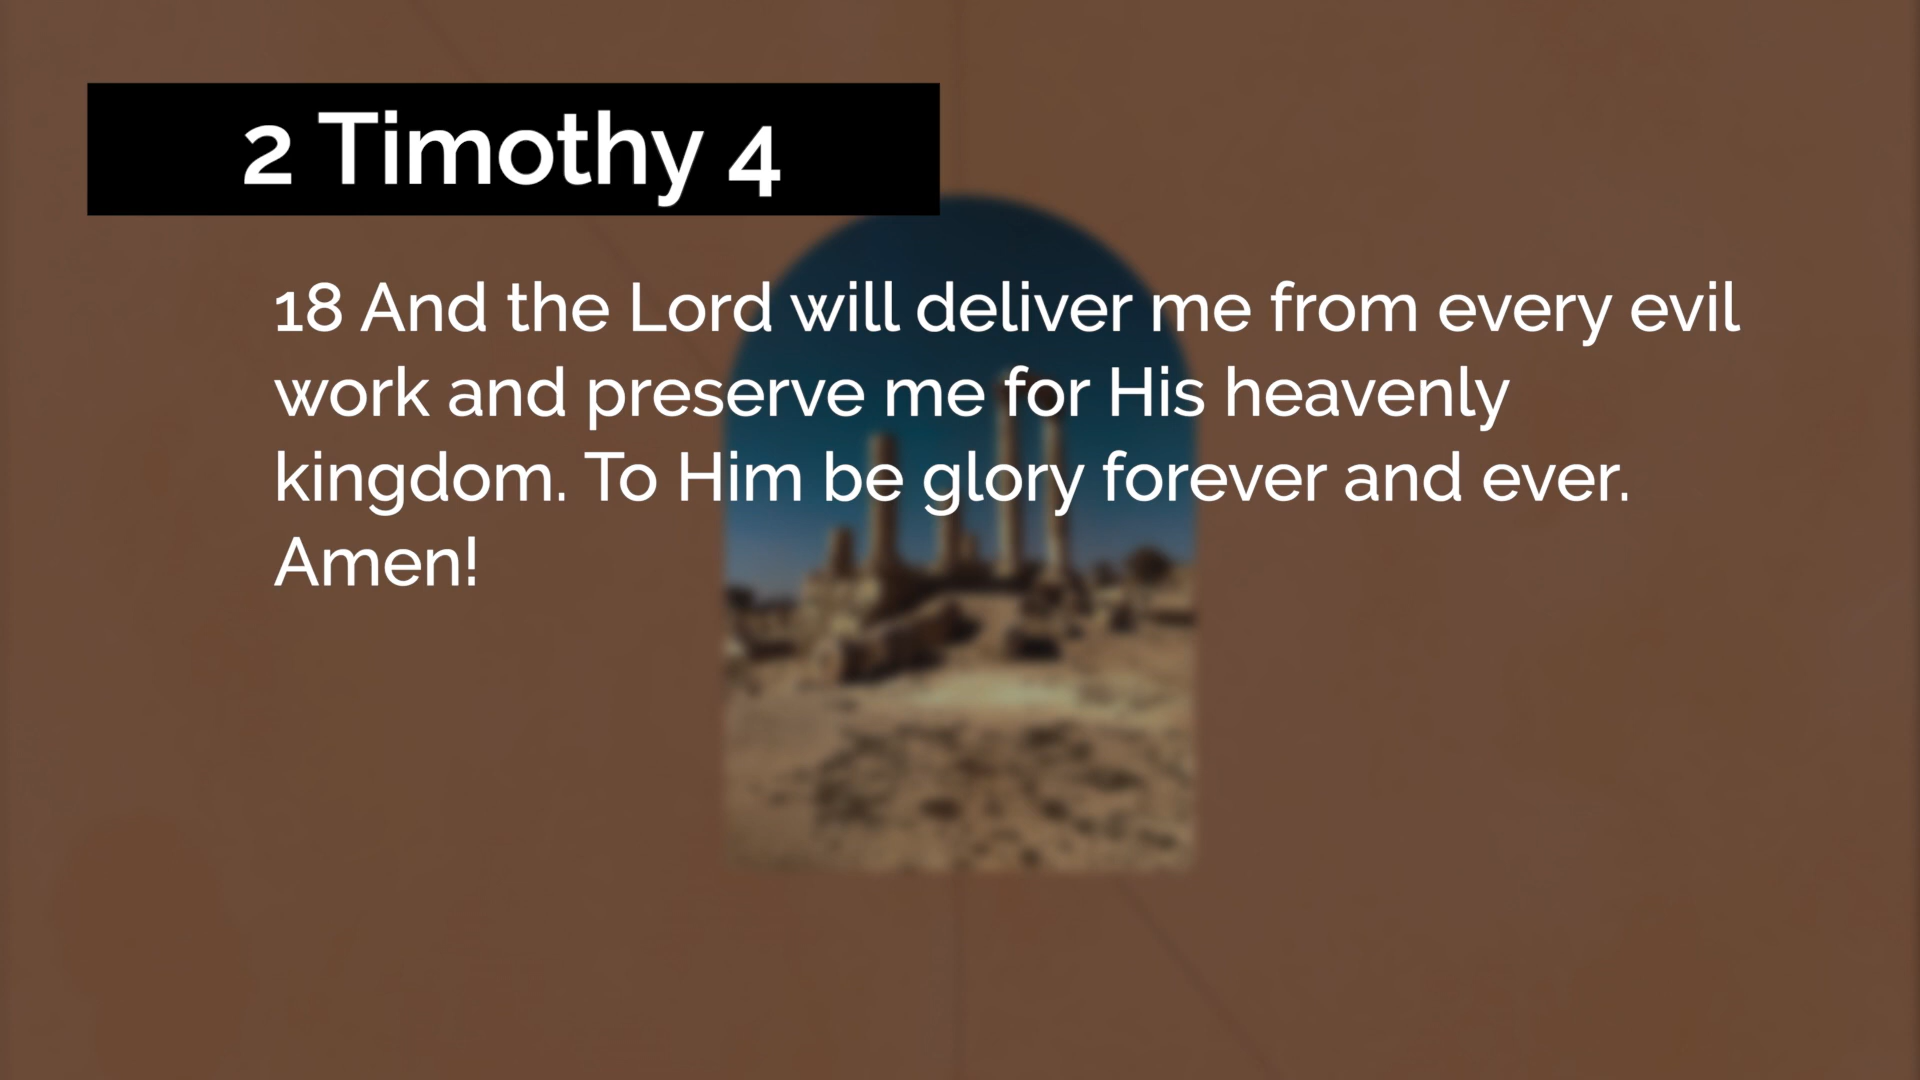 2 Timothy 4
18 And the Lord will deliver me from every evil
work and preserve me for His heavenly
kingdom. To Him be glory forever and ever.
Amen!